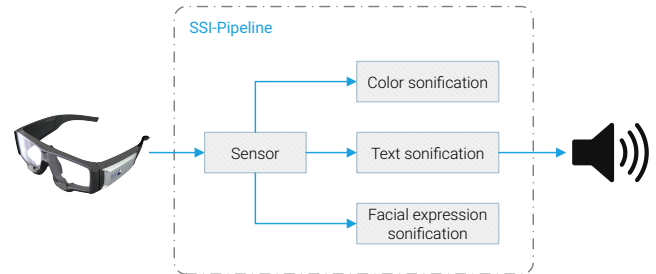 SSI-Pipeline
Color sonification
Sensor
Text sonification
Facial expression
sonification